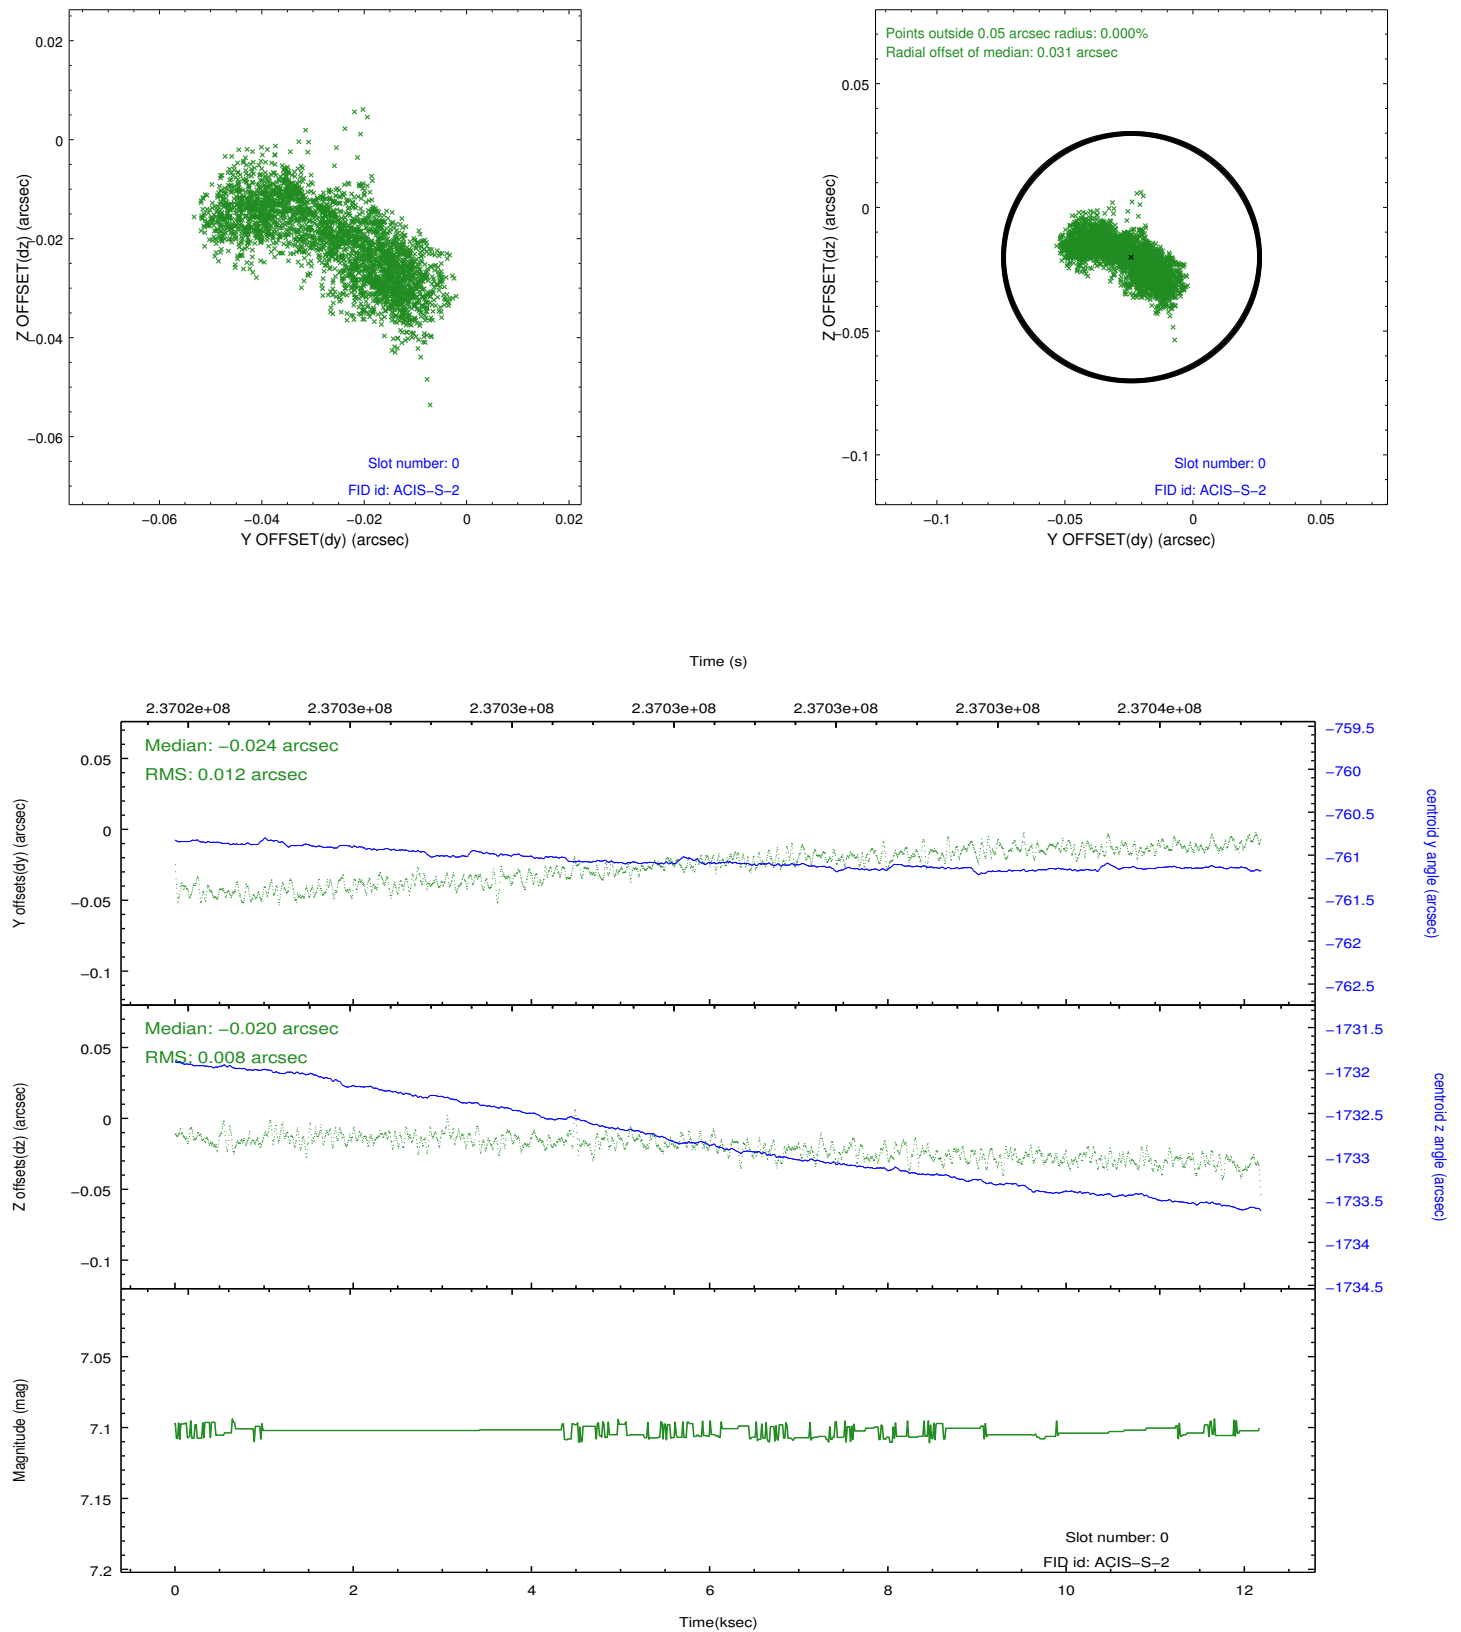 0.02
0
−0.02
−0.04
−0.06
Z OFFSET(dz) (arcsec)
Slot number: 0
FID id: ACIS−S−2
−0.06 −0.04 −0.02 0 0.02
Y OFFSET(dy) (arcsec)
Points outside 0.05 arcsec radius: 0.000%
Radial offset of median: 0.031 arcsec
0.05
0
−0.05
−0.1
Z OFFSET(dz) (arcsec)
Slot number: 0
FID id: ACIS−S−2
−0.1 −0.05 0 0.05
Y OFFSET(dy) (arcsec)
Time (s)
2.3702e+08 2.3703e+08 2.3703e+08 2.3703e+08 2.3703e+08 2.3703e+08 2.3704e+08
Median: −0.024 arcsec
RMS: 0.012 arcsec
0.05
0
−0.05
−0.1
Y offsets(dy) (arcsec)
−759.5
−760
−760.5
−761
−761.5
−762
−762.5
centroid y angle (arcsec)
Median: −0.020 arcsec
RMS: 0.008 arcsec
0.05
0
−0.05
−0.1
Z offsets(dz) (arcsec)
−1731.5
−1732
−1732.5
−1733
−1733.5
−1734
−1734.5
centroid z angle (arcsec)
7.05
7.1
7.15
7.2
Magnitude (mag)
Slot number: 0
FID id: ACIS−S−2
0 2 4 6 8 10 12
Time(ksec)